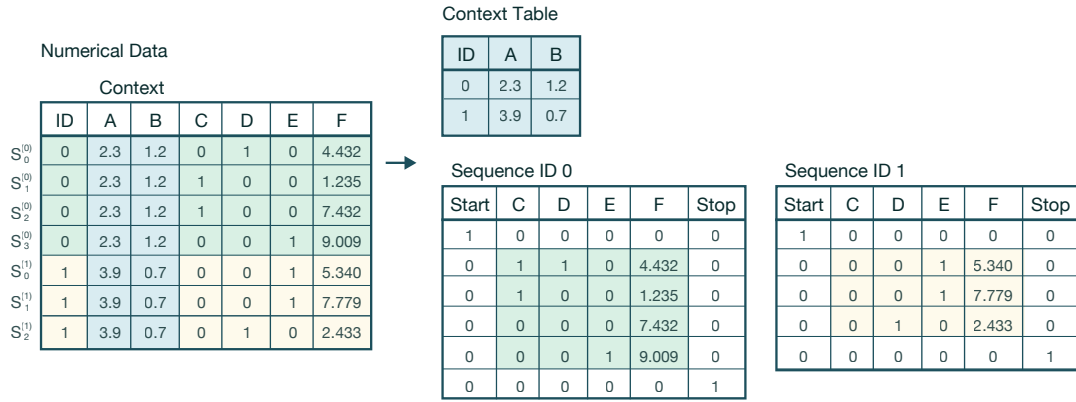 Numerical Data
Context
ID A B C D E F
S₀⁽⁰⁾ 0 2.3 1.2 0 1 0 4.432
S₁⁽⁰⁾ 0 2.3 1.2 1 0 0 1.235
S₂⁽⁰⁾ 0 2.3 1.2 1 0 0 7.432
S₃⁽⁰⁾ 0 2.3 1.2 0 0 1 9.009
S₀⁽¹⁾ 1 3.9 0.7 0 0 1 5.340
S₁⁽¹⁾ 1 3.9 0.7 0 0 1 7.779
S₂⁽¹⁾ 1 3.9 0.7 0 1 0 2.433
Context Table
ID A B
0 2.3 1.2
1 3.9 0.7
Sequence ID 0
Start C D E F Stop
1 0 0 0 0 0
0 1 1 0 4.432 0
0 1 0 0 1.235 0
0 0 0 0 7.432 0
0 0 0 1 9.009 0
0 0 0 0 0 1
Sequence ID 1
Start C D E F Stop
1 0 0 0 0 0
0 0 0 1 5.340 0
0 0 0 1 7.779 0
0 0 1 0 2.433 0
0 0 0 0 0 1